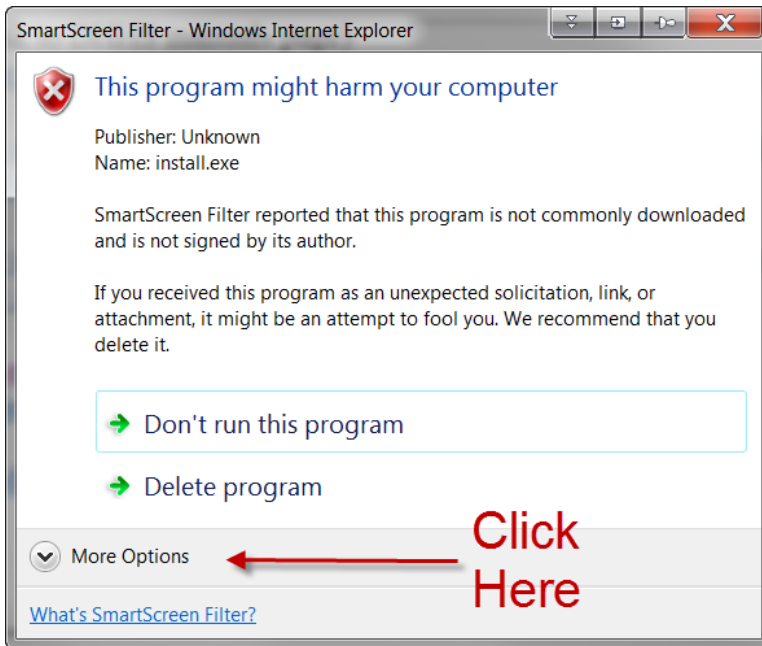 SmartScreen Filter - Windows Internet Explorer
This program might harm your computer
Publisher: Unknown
Name: install.exe
SmartScreen Filter reported that this program is not commonly downloaded
and is not signed by its author.
If you received this program as an unexpected solicitation, link, or
attachment, it might be an attempt to fool you. We recommend that you
delete it.
Don't run this program
Delete program
More Options
Click
Here
What's SmartScreen Filter?